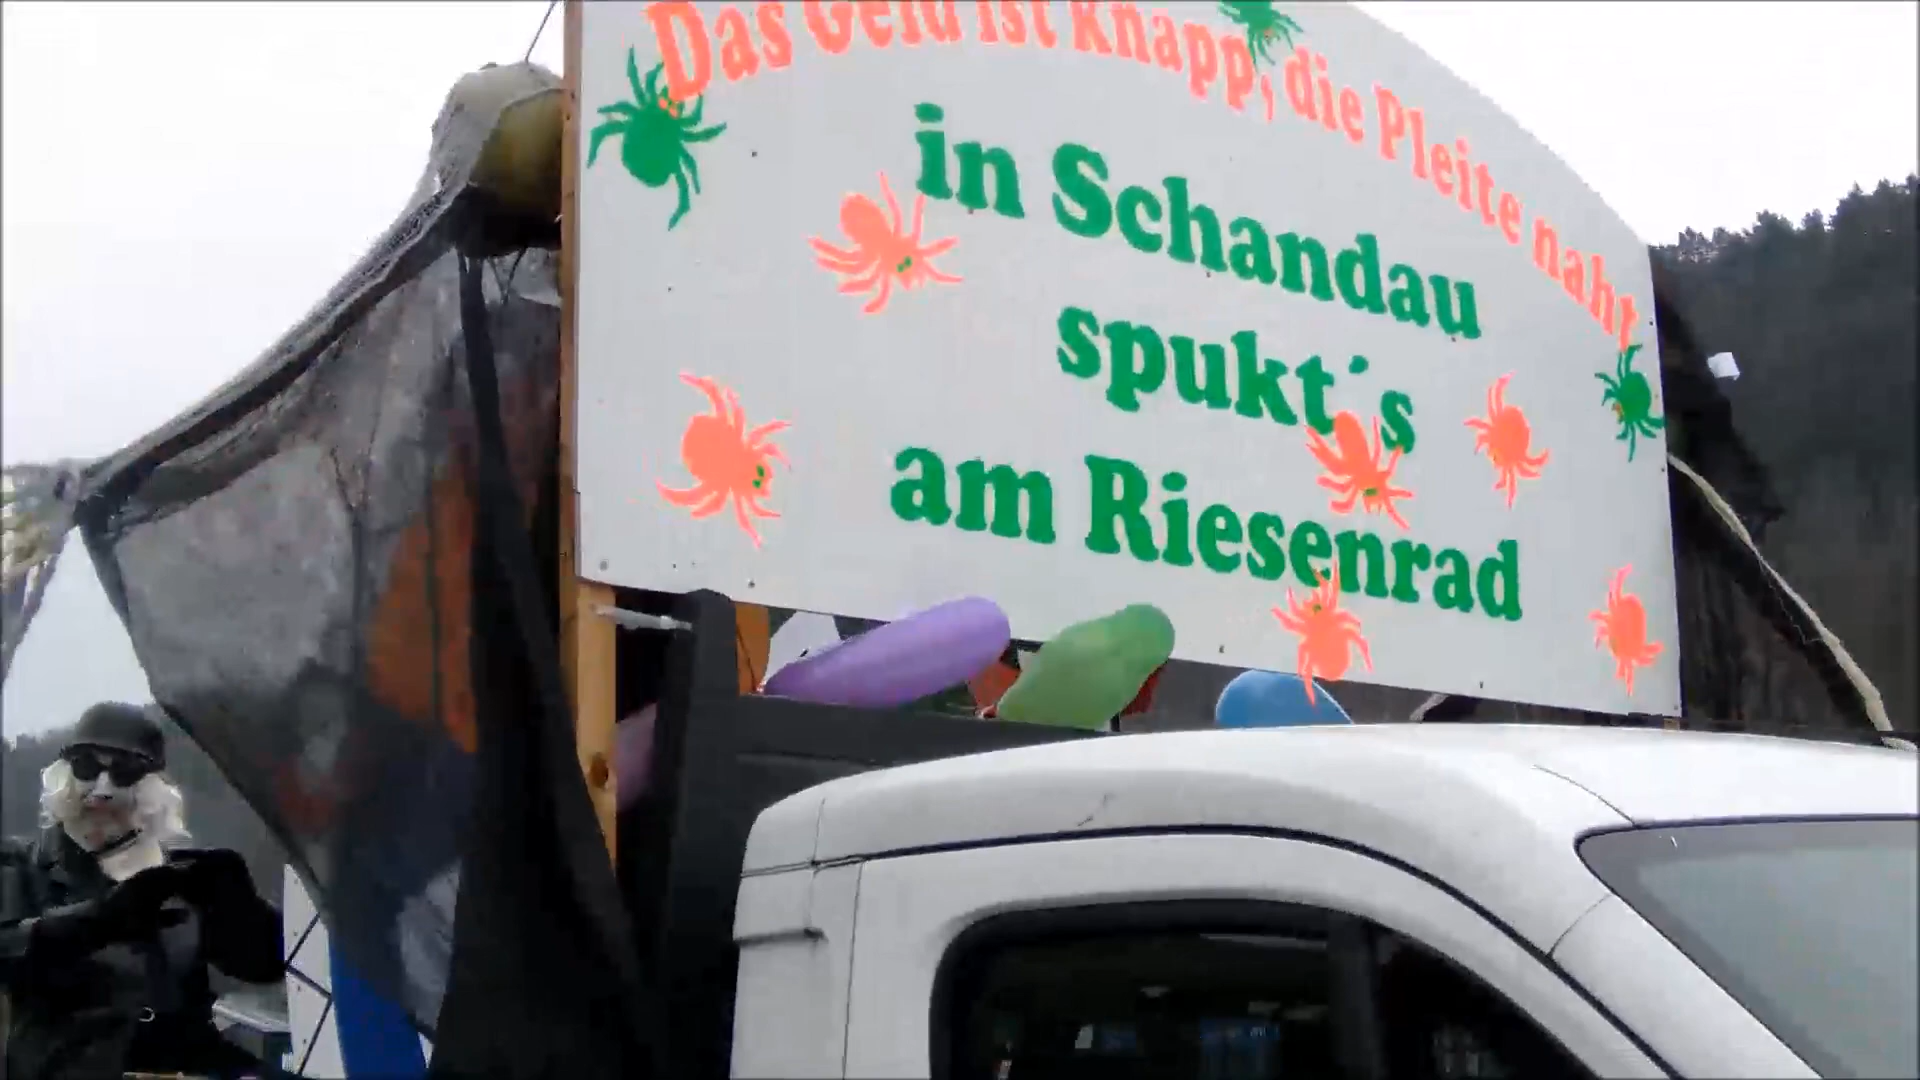 Das Geld ist knapp, die Pleite naht
in Schandau
spukt´s
am Riesenrad